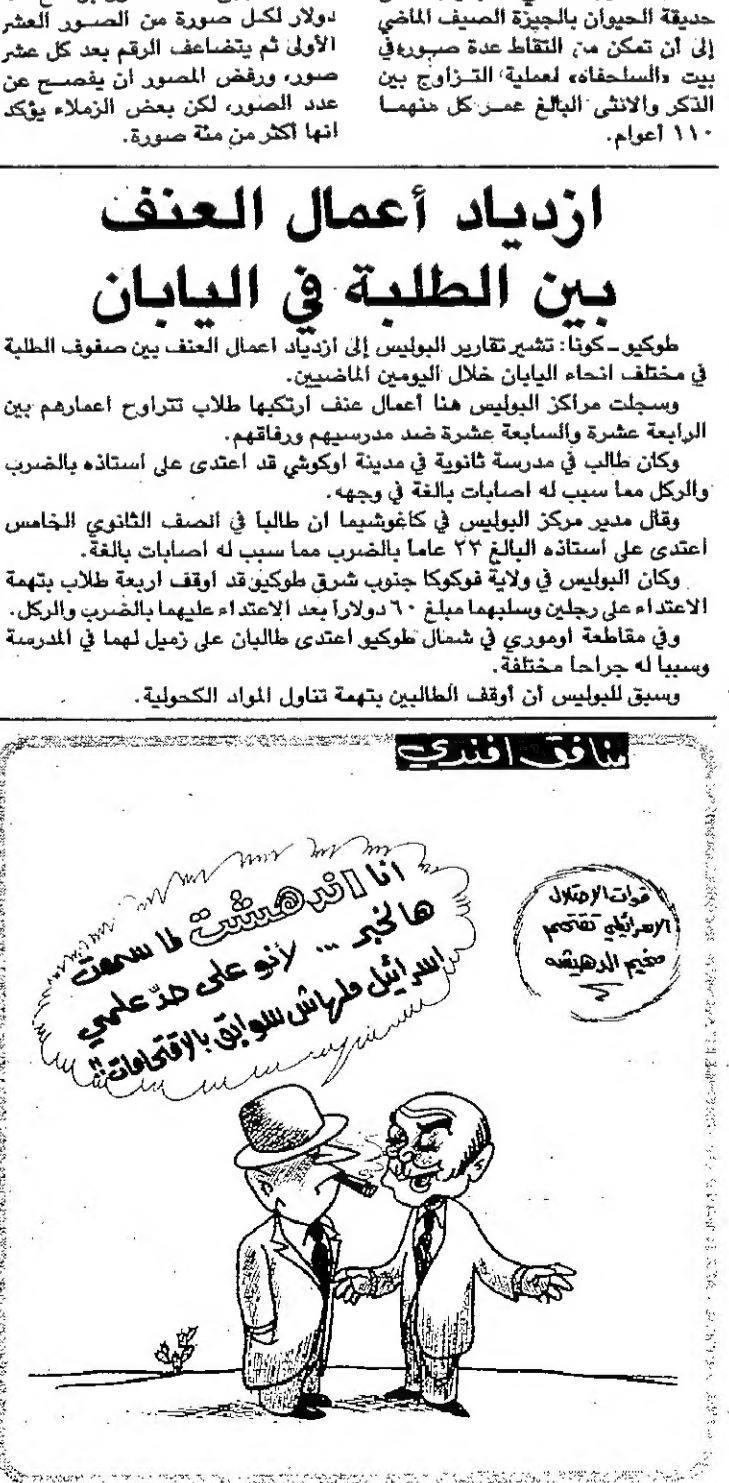 حديقة الحيوان بالجيزة الصيف الماضي
إلى أن تمكن من التقاط عدة صور في
بيت «السلحفاه» لعملية التزاوج بين
الذكر والانثى البالغ عمر كل منهما
١١٠ أعوام.
دولار لكل صورة من الصور العشر
الأولى ثم يتضاعف الرقم بعد كل عشر
صور، ورفض المصور ان يفصح عن
عدد الصور، لكن بعض الزملاء يؤكد
انها أكثر من مئة صورة.
ازدياد أعمال العنف
بين الطلبة في اليابان
طوكيو ـ كونا: تشير تقارير البوليس إلى ازدياد اعمال العنف بين صفوف الطلبة
في مختلف انحاء اليابان خلال اليومين الماضيين.
وسجلت مراكز البوليس هنا أعمال عنف ارتكبها طلاب تتراوح اعمارهم بين
الرابعة عشرة والسابعة عشرة ضد مدرسيهم ورفاقهم.
وكان طالب في مدرسة ثانوية في مدينة اوكوشي قد اعتدى على استاذه بالضرب
والركل مما سبب له اصابات بالغة في وجهه.
وقال مدير مركز البوليس في كاغوشيما ان طالبا في الصف الثانوي الخامس
اعتدى على أستاذه البالغ ٢٣ عاما بالضرب مما سبب له اصابات بالغة.
وكان البوليس في ولاية فوكوكا جنوب شرق طوكيو قد أوقف اربعة طلاب بتهمة
الاعتداء على رجلين وسلبهما مبلغ ٦٠ دولارا بعد الاعتداء عليهما بالضرب والركل.
وفي مقاطعة اوموري في شمال طوكيو اعتدى طالبان على زميل لهما في المدرسة
وسببا له جراحا مختلفة.
وسبق للبوليس أن أوقف الطالبين بتهمة تناول المواد الكحولية.
منافق افندي
قوات الاحتلال
الاسرائيلي تقتحم
مخيم الدهيشه
انا اندهشت لما سمعت
هالخبر ... لأنو على حدّ علمي
اسرائيل ملهاش سوابق بالاقتحامات!!